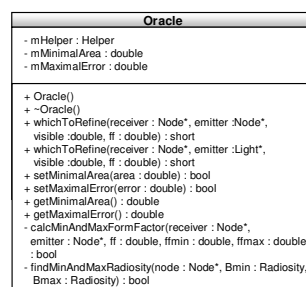 Oracle
- mHelper : Helper
- mMinimalArea : double
- mMaximalError : double
+ Oracle()
+ ~Oracle()
+ whichToRefine(receiver : Node*, emitter :Node*,
visible :double, ff : double) : short
+ whichToRefine(receiver : Node*, emitter :Light*,
visible :double, ff : double) : short
+ setMinimalArea(area : double) : bool
+ setMaximalError(error : double) : bool
+ getMinimalArea() : double
+ getMaximalError() : double
- calcMinAndMaxFormFactor(receiver : Node*,
emitter : Node*, ff : double, ffmin : double, ffmax : double)
: bool
- findMinAndMaxRadiosity(node : Node*, Bmin : Radiosity,
Bmax : Radiosity) : bool